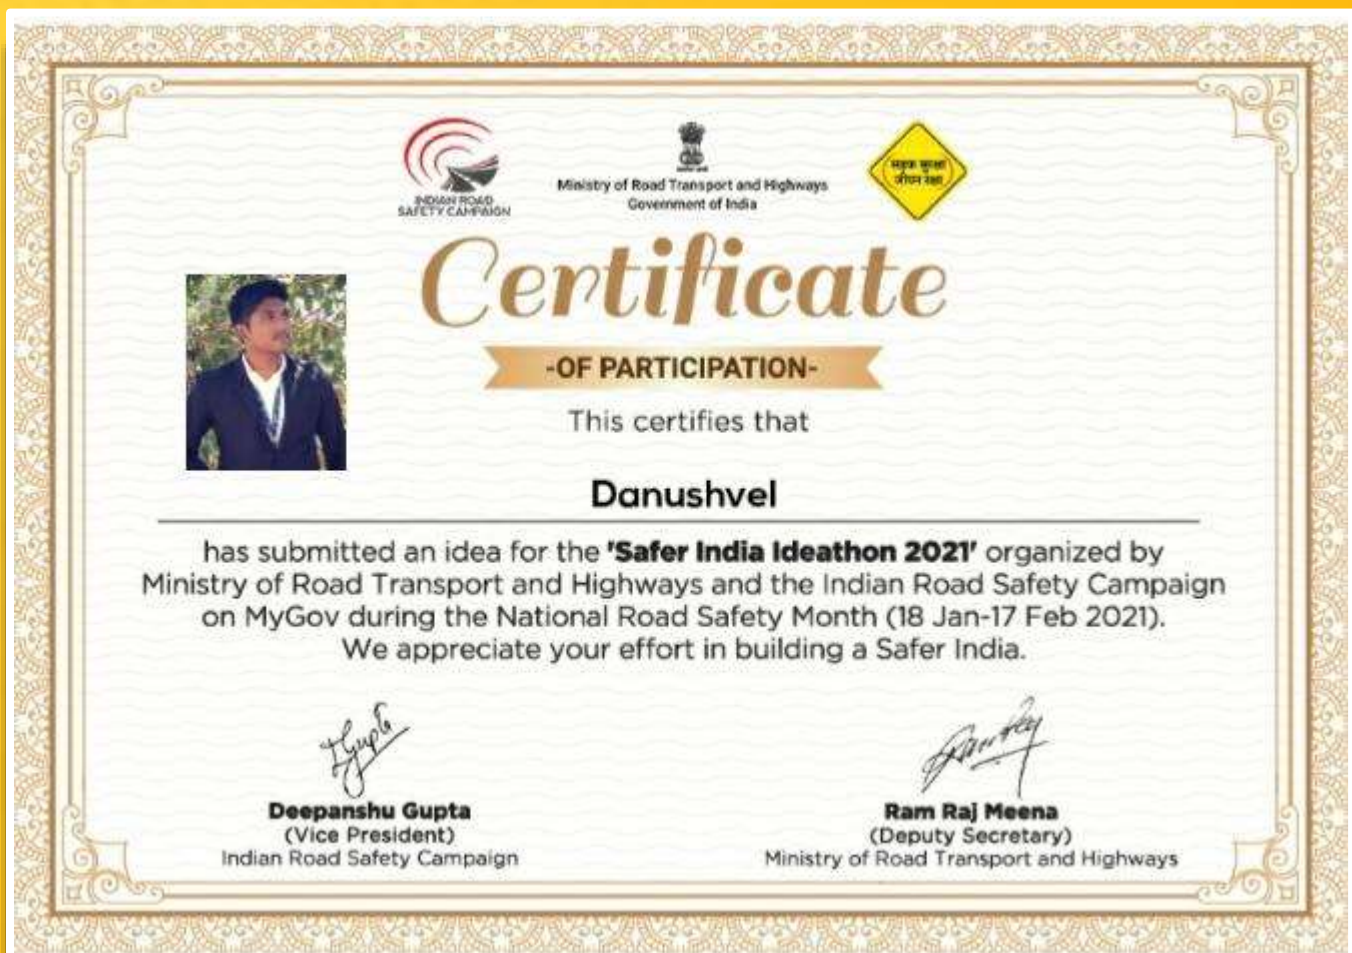 INDIAN ROAD
SAFETY CAMPAIGN
Ministry of Road Transport and Highways
Government of India
सड़क सुरक्षा
जीवन रक्षा
Certificate
-OF PARTICIPATION-
This certifies that
Danushvel
has submitted an idea for the 'Safer India Ideathon 2021' organized by
Ministry of Road Transport and Highways and the Indian Road Safety Campaign
on MyGov during the National Road Safety Month (18 Jan-17 Feb 2021).
We appreciate your effort in building a Safer India.
Deepanshu Gupta
(Vice President)
Indian Road Safety Campaign
Ram Raj Meena
(Deputy Secretary)
Ministry of Road Transport and Highways